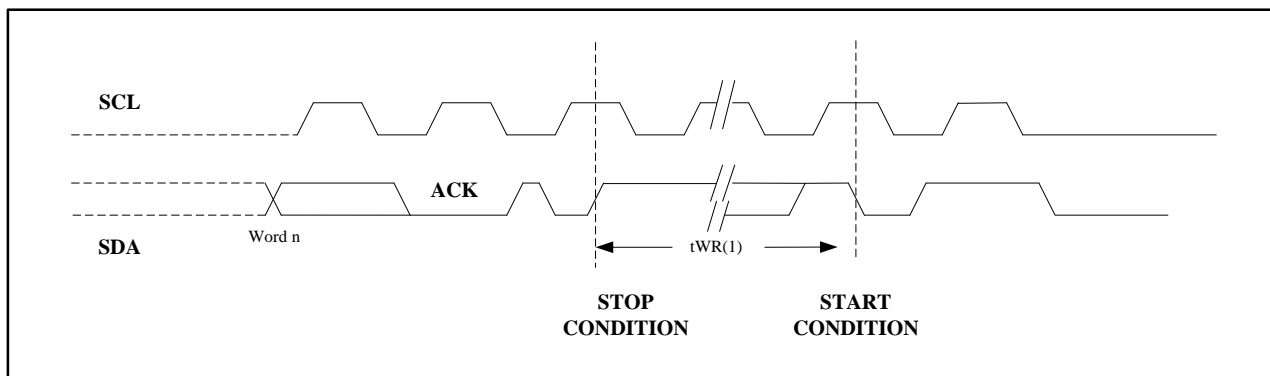 SCL
ACK
SDA
Word n
tWR(1)
STOP
CONDITION
START
CONDITION